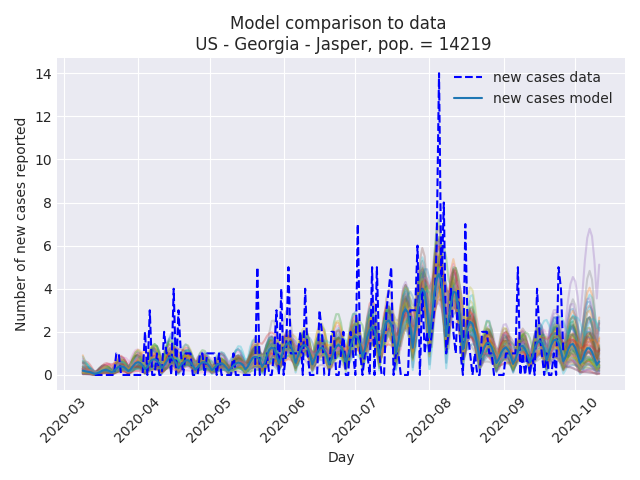 Model comparison to data
US - Georgia - Jasper, pop. = 14219
new cases data
new cases model
Number of new cases reported
14
12
10
8
6
4
2
0
2020-03
2020-04
2020-05
2020-06
2020-07
2020-08
2020-09
2020-10
Day